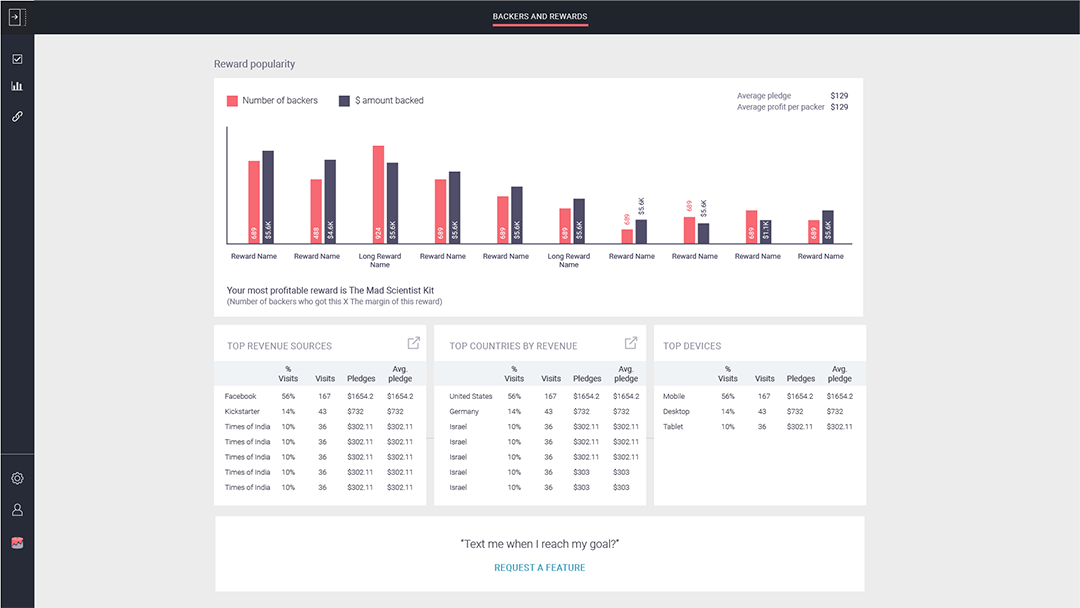 BACKERS AND REWARDS
Reward popularity
Number of backers
$ amount backed
Average pledge $129
Average profit per packer $129
689 $5.6K
488 $4.6K
924 $5.6K
689 $5.6K
689 $5.6K
689 $5.6K
689 $5.6K
689 $5.6K
689 $1.1K
689 $5.6K
Reward Name
Reward Name
Long Reward
Name
Reward Name
Reward Name
Long Reward
Name
Reward Name
Reward Name
Reward Name
Reward Name
Your most profitable reward is The Mad Scientist Kit
(Number of backers who got this X The margin of this reward)
TOP REVENUE SOURCES
% Avg.
Visits Visits Pledges pledge
Facebook 56% 167 $1654.2 $1654.2
Kickstarter 14% 43 $732 $732
Times of India 10% 36 $302.11 $302.11
Times of India 10% 36 $302.11 $302.11
Times of India 10% 36 $302.11 $302.11
Times of India 10% 36 $302.11 $302.11
Times of India 10% 36 $302.11 $302.11
TOP COUNTRIES BY REVENUE
% Avg.
Visits Visits Pledges pledge
United States 56% 167 $1654.2 $1654.2
Germany 14% 43 $732 $732
Israel 10% 36 $302.11 $302.11
Israel 10% 36 $302.11 $302.11
Israel 10% 36 $302.11 $302.11
Israel 10% 36 $303 $303
Israel 10% 36 $303 $303
TOP DEVICES
% Avg.
Visits Visits Pledges pledge
Mobile 56% 167 $1654.2 $1654.2
Desktop 14% 43 $732 $732
Tablet 10% 36 $302.11 $302.11
"Text me when I reach my goal?"
REQUEST A FEATURE